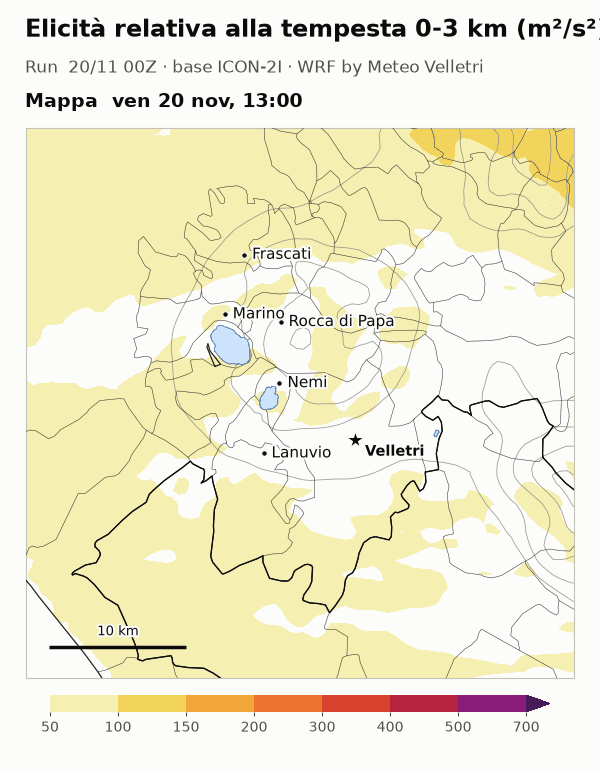 Elicità relativa alla tempesta 0-3 km (m²/s²)
Run  20/11 00Z · base ICON-2I · WRF by Meteo Velletri
Mappa  ven 20 nov, 13:00
Frascati
Marino
Rocca di Papa
Nemi
Velletri
Lanuvio
10 km
50 100 150 200 300 400 500 700